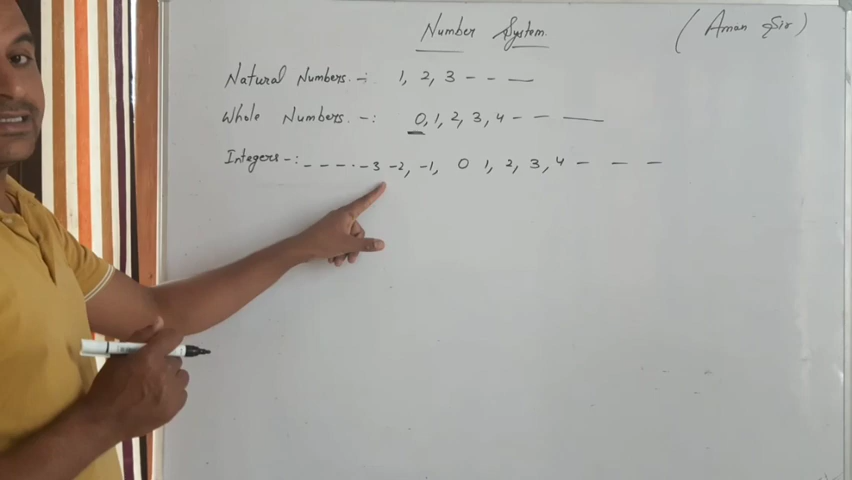 Number System
(Aman Sir)
Natural Numbers -: 1, 2, 3 - - —
Whole Numbers. -: 0, 1, 2, 3, 4 - - —
Integers -: - - - . -3 -2, -1, 0 1, 2, 3, 4 - — —